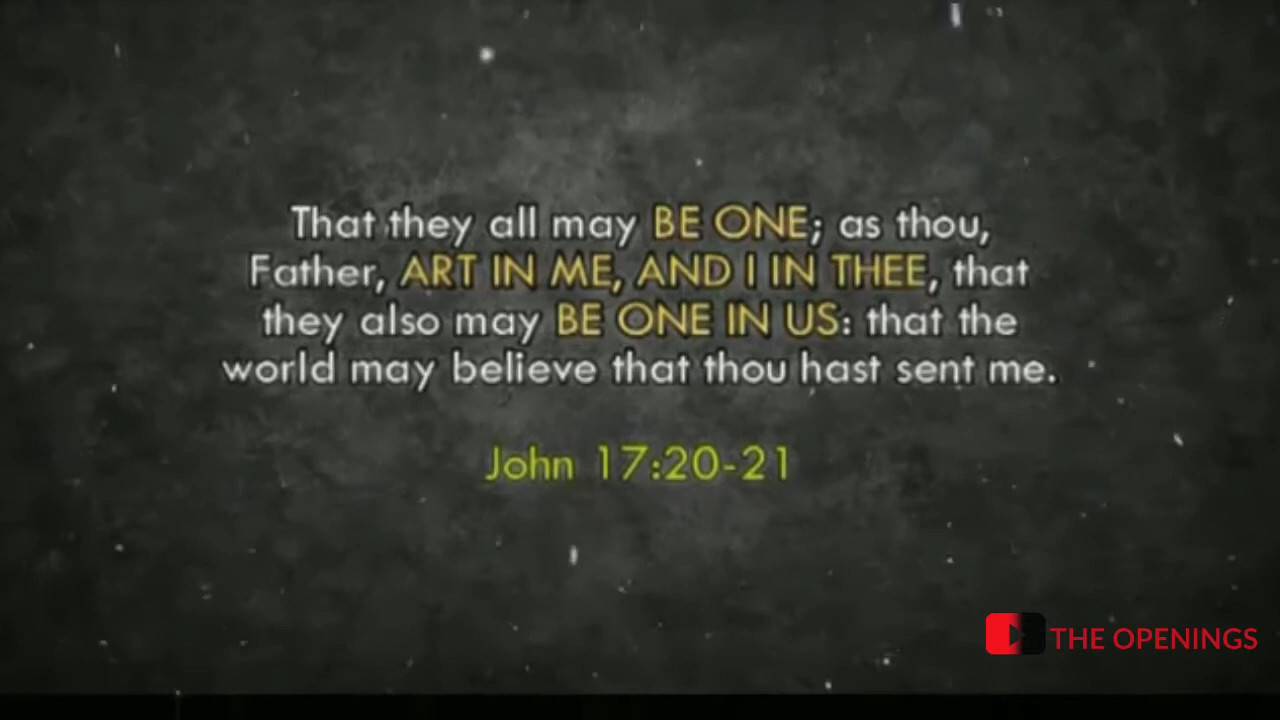 That they all may BE ONE; as thou,
Father, ART IN ME, AND I IN THEE, that
they also may BE ONE IN US: that the
world may believe that thou hast sent me.
John 17:20-21
THE OPENINGS